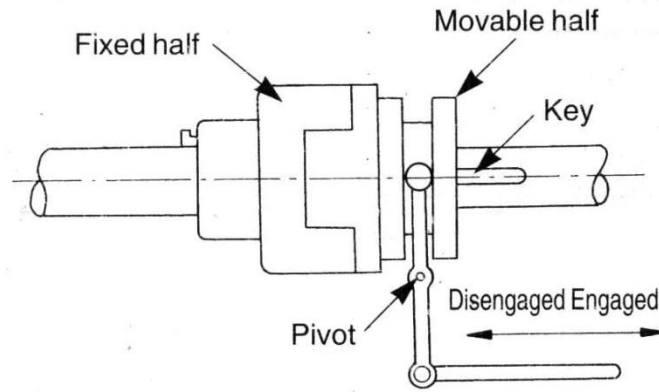 Movable half
Fixed half
Key
Disengaged Engaged
Pivot